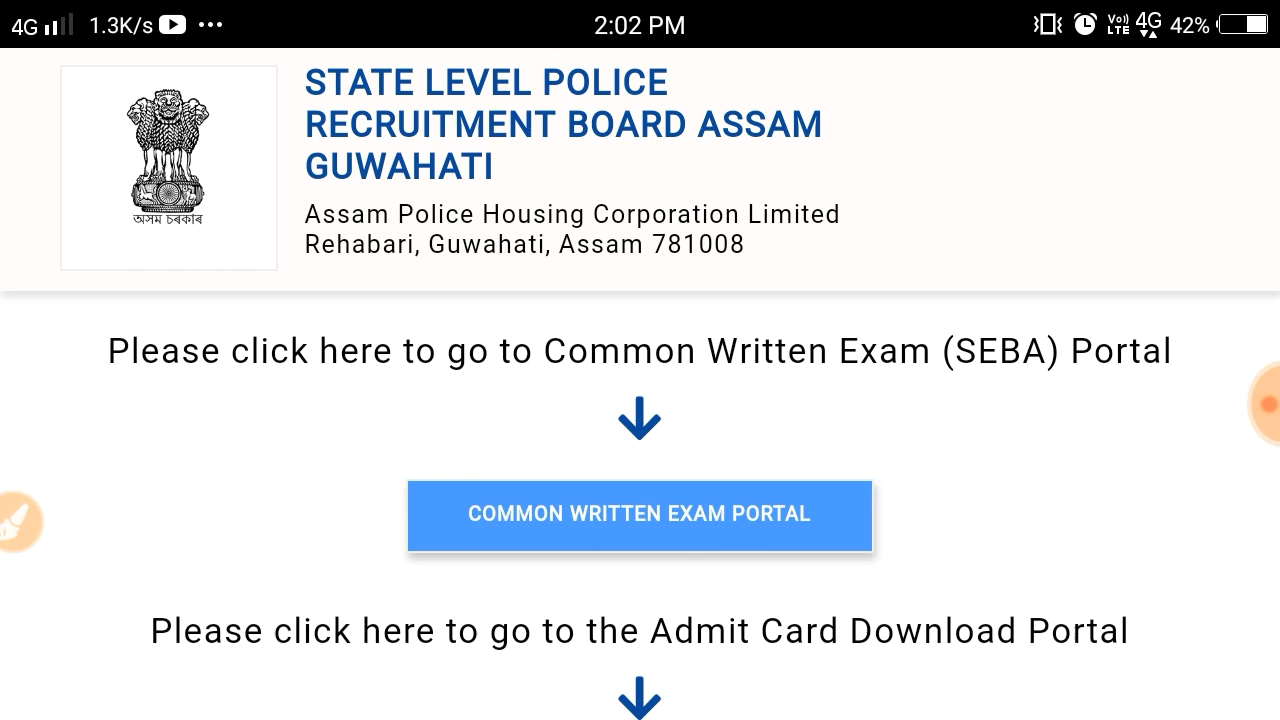 4G 1.3K/s 2:02 PM Vo) LTE 4G 42%
STATE LEVEL POLICE
RECRUITMENT BOARD ASSAM
GUWAHATI
অসম চৰকাৰ
Assam Police Housing Corporation Limited
Rehabari, Guwahati, Assam 781008
Please click here to go to Common Written Exam (SEBA) Portal
COMMON WRITTEN EXAM PORTAL
Please click here to go to the Admit Card Download Portal